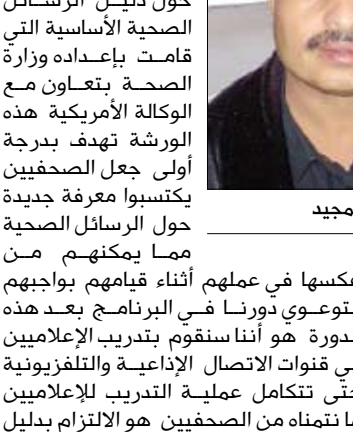 حول دليل الرسائل
الصحية الأساسية التي
قامت بإعداده وزارة
الصحة بتعاون مع
الوكالة الأمريكية هذه
الورشة تهدف بدرجة
أولى جعل الصحفيين
يكتسبوا معرفة جديدة
حول الرسائل الصحية
مما يمكنهم من
مجيد
عكسها في عملهم أثناء قيامهم بواجبهم
توعوي دورنا في البرنامج بعد هذه
دورة هو أننا سنقوم بتدريب الإعلاميين
ي قنوات الاتصال الإذاعية والتلفزيونية
حتى تتكامل عملية التدريب للإعلاميين
ما نتمناه من الصحفيين هو الالتزام بدليل